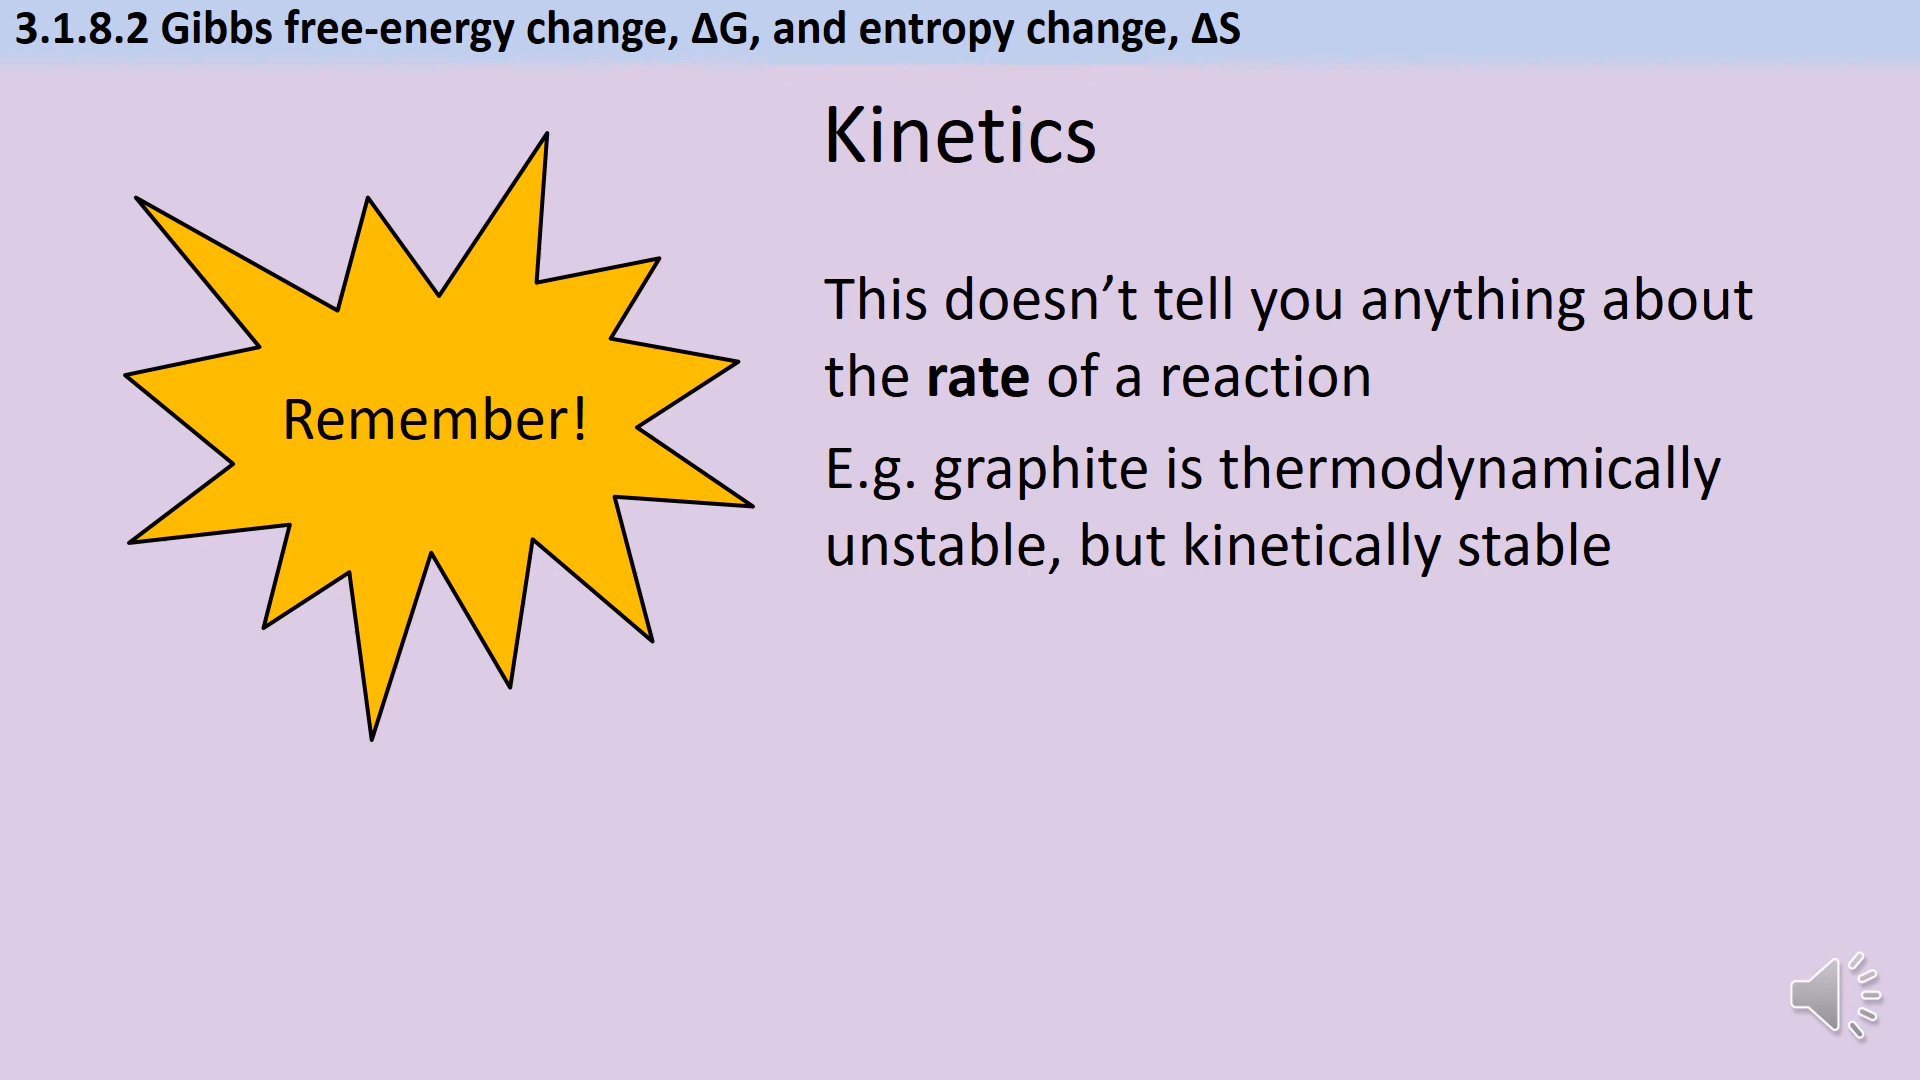 3.1.8.2 Gibbs free-energy change, ΔG, and entropy change, ΔS
Remember!
Kinetics
This doesn’t tell you anything about
the rate of a reaction
E.g. graphite is thermodynamically
unstable, but kinetically stable